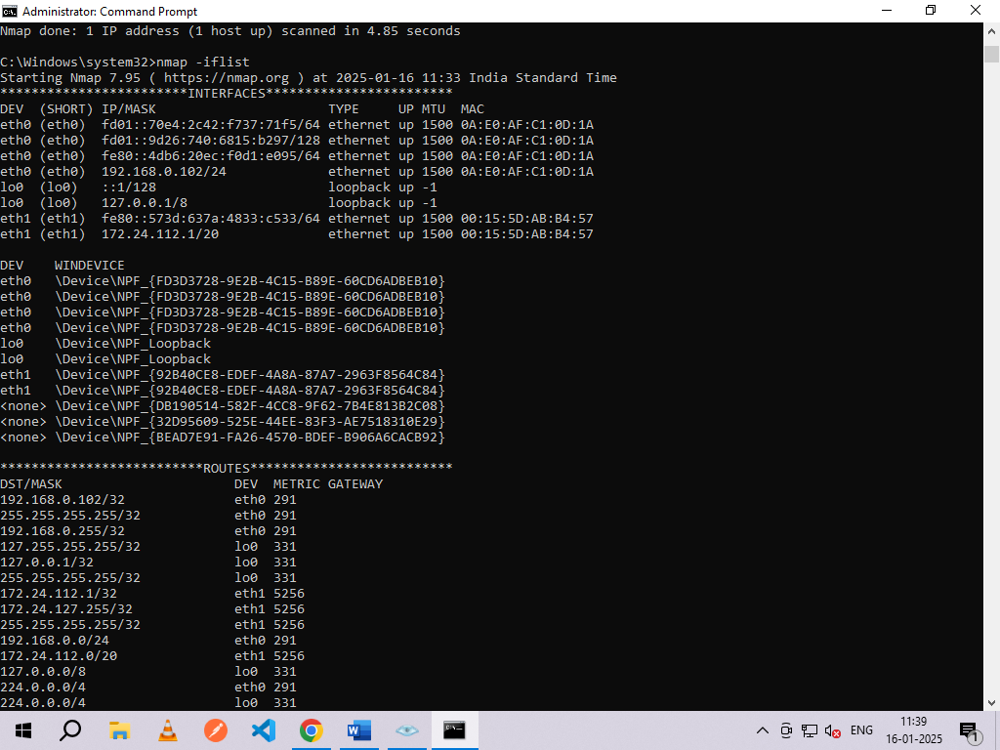 Administrator: Command Prompt
Nmap done: 1 IP address (1 host up) scanned in 4.85 seconds
C:\Windows\system32>nmap -iflist
Starting Nmap 7.95 ( https://nmap.org ) at 2025-01-16 11:33 India Standard Time
************************INTERFACES************************
DEV  (SHORT) IP/MASK                      TYPE     UP MTU  MAC
eth0 (eth0)  fd01::70e4:2c42:f737:71f5/64 ethernet up 1500 0A:E0:AF:C1:0D:1A
eth0 (eth0)  fd01::9d26:740:6815:b297/128 ethernet up 1500 0A:E0:AF:C1:0D:1A
eth0 (eth0)  fe80::4db6:20ec:f0d1:e095/64 ethernet up 1500 0A:E0:AF:C1:0D:1A
eth0 (eth0)  192.168.0.102/24             ethernet up 1500 0A:E0:AF:C1:0D:1A
lo0  (lo0)   ::1/128                      loopback up -1
lo0  (lo0)   127.0.0.1/8                  loopback up -1
eth1 (eth1)  fe80::573d:637a:4833:c533/64 ethernet up 1500 00:15:5D:AB:B4:57
eth1 (eth1)  172.24.112.1/20              ethernet up 1500 00:15:5D:AB:B4:57
DEV    WINDEVICE
eth0   \Device\NPF_{FD3D3728-9E2B-4C15-B89E-60CD6ADBEB10}
eth0   \Device\NPF_{FD3D3728-9E2B-4C15-B89E-60CD6ADBEB10}
eth0   \Device\NPF_{FD3D3728-9E2B-4C15-B89E-60CD6ADBEB10}
eth0   \Device\NPF_{FD3D3728-9E2B-4C15-B89E-60CD6ADBEB10}
lo0    \Device\NPF_Loopback
lo0    \Device\NPF_Loopback
eth1   \Device\NPF_{92B40CE8-EDEF-4A8A-87A7-2963F8564C84}
eth1   \Device\NPF_{92B40CE8-EDEF-4A8A-87A7-2963F8564C84}
<none> \Device\NPF_{DB190514-582F-4CC8-9F62-7B4E813B2C08}
<none> \Device\NPF_{32D95609-525E-44EE-83F3-AE7518310E29}
<none> \Device\NPF_{BEAD7E91-FA26-4570-BDEF-B906A6CACB92}
**************************ROUTES**************************
DST/MASK                      DEV  METRIC GATEWAY
192.168.0.102/32              eth0 291
255.255.255.255/32            eth0 291
192.168.0.255/32              eth0 291
127.255.255.255/32            lo0  331
127.0.0.1/32                  lo0  331
255.255.255.255/32            lo0  331
172.24.112.1/32               eth1 5256
172.24.127.255/32             eth1 5256
255.255.255.255/32            eth1 5256
192.168.0.0/24                eth0 291
172.24.112.0/20               eth1 5256
127.0.0.0/8                   lo0  331
224.0.0.0/4                   eth0 291
224.0.0.0/4                   lo0  331
ENG
11:39
16-01-2025
1